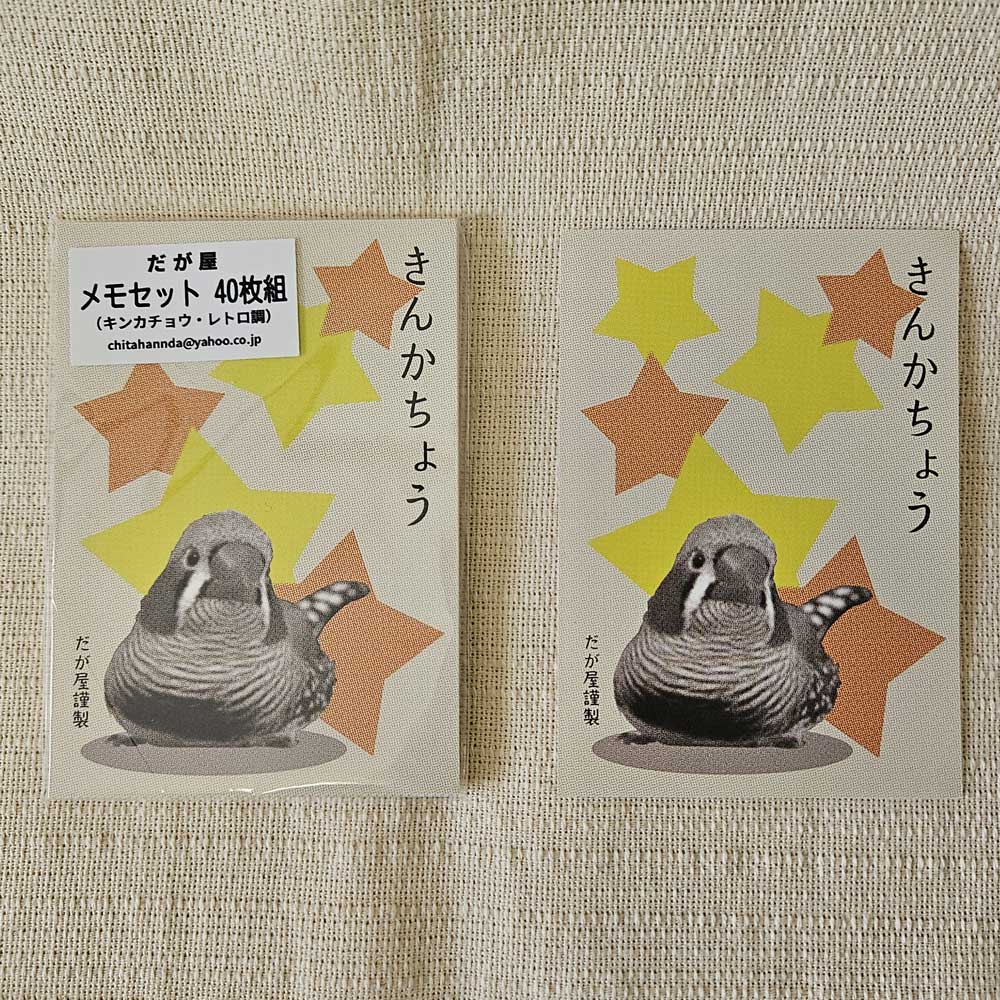 だが屋
メモセット 40枚組
（キンカチョウ・レトロ調）
chitahannda@yahoo.co.jp
きんかちょう
だが屋謹製
きんかちょう
だが屋謹製